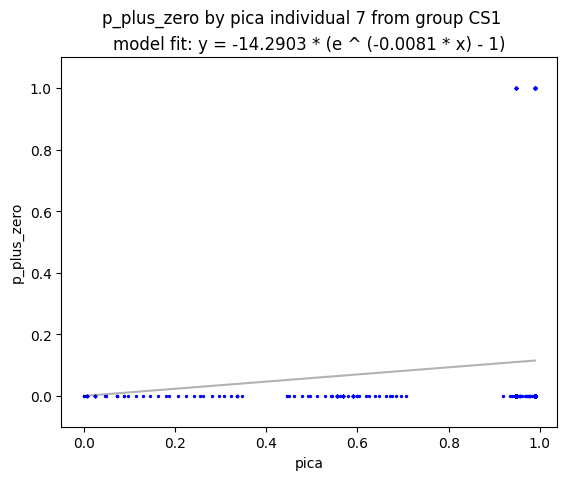 p_plus_zero by pica individual 7 from group CS1
model fit: y = -14.2903 * (e ^ (-0.0081 * x) - 1)
1.0
0.8
0.6
0.4
0.2
0.0
p_plus_zero
0.0 0.2 0.4 0.6 0.8 1.0
pica